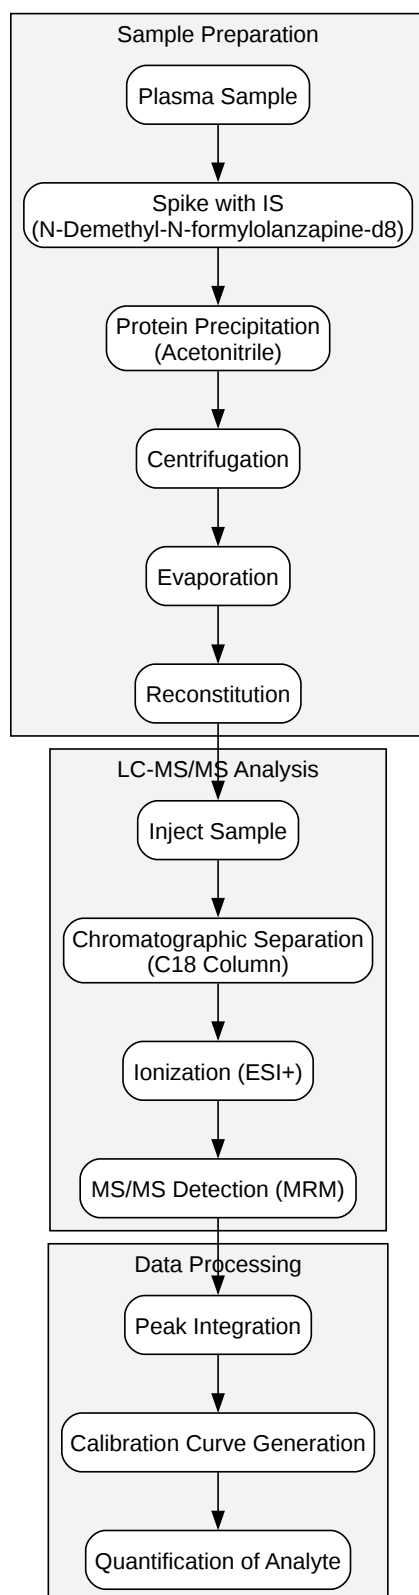 Sample Preparation
Plasma Sample
Spike with IS
(N-Demethyl-N-formylolanzapine-d8)
Protein Precipitation
(Acetonitrile)
Centrifugation
Evaporation
Reconstitution
LC-MS/MS Analysis
Inject Sample
Chromatographic Separation
(C18 Column)
Ionization (ESI+)
MS/MS Detection (MRM)
Data Processing
Peak Integration
Calibration Curve Generation
Quantification of Analyte